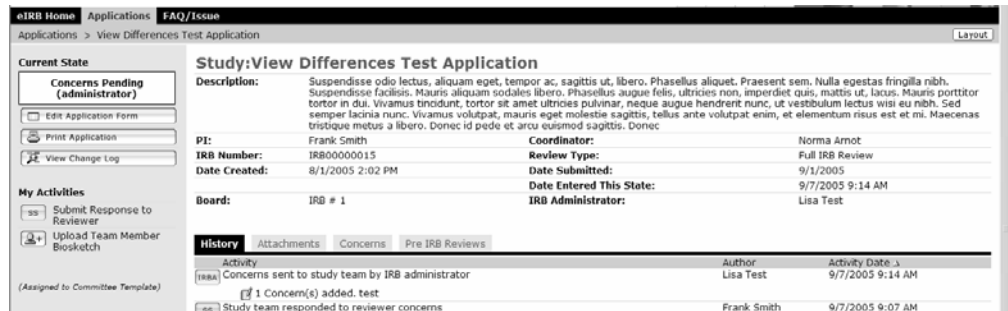 eIRB Home Applications FAQ/Issue
Applications > View Differences Test Application Layout
Current State
Concerns Pending
(administrator)
Edit Application Form
Print Application
View Change Log
My Activities
SS Submit Response to
Reviewer
Upload Team Member
Biosketch
(Assigned to Committee Template)
Study:View Differences Test Application
Description: Suspendisse odio lectus, aliquam eget, tempor ac, sagittis ut, libero. Phasellus aliquet. Praesent sem. Nulla egestas fringilla nibh.
Suspendisse facilisis. Mauris aliquam sodales libero. Phasellus augue felis, ultricies non, imperdiet quis, mattis ut, lacus. Mauris porttitor
tortor in dui. Vivamus tincidunt, tortor sit amet ultricies pulvinar, neque augue hendrerit nunc, ut vestibulum lectus wisi eu nibh. Sed
semper lacinia nunc. Vivamus volutpat, mauris eget molestie sagittis, tellus ante volutpat enim, et elementum risus est et mi. Maecenas
tristique metus a libero. Donec id pede et arcu euismod sagittis. Donec
PI: Frank Smith Coordinator: Norma Arnot
IRB Number: IRB00000015 Review Type: Full IRB Review
Date Created: 8/1/2005 2:02 PM Date Submitted: 9/1/2005
Date Entered This State: 9/7/2005 9:14 AM
Board: IRB # 1 IRB Administrator: Lisa Test
History Attachments Concerns Pre IRB Reviews
Activity Author Activity Date
IRBA Concerns sent to study team by IRB administrator Lisa Test 9/7/2005 9:14 AM
1 Concern(s) added. test
SS Study team responded to reviewer concerns Frank Smith 9/7/2005 9:07 AM